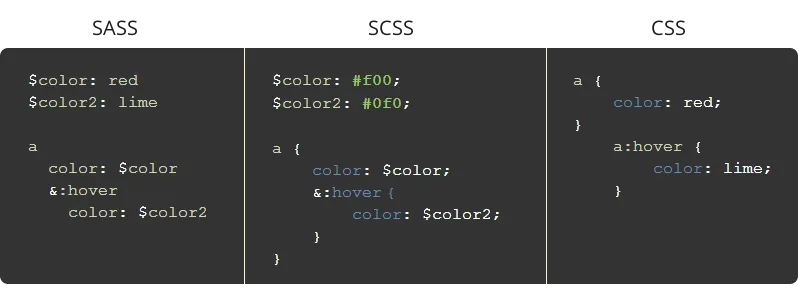 SASS
$color: red
$color2: lime
a
color: $color
&:hover
color: $color2
SCSS
$color: #f00;
$color2: #0f0;
a {
color: $color;
&:hover {
color: $color2;
}
}
CSS
a {
color: red;
}
a:hover {
color: lime;
}